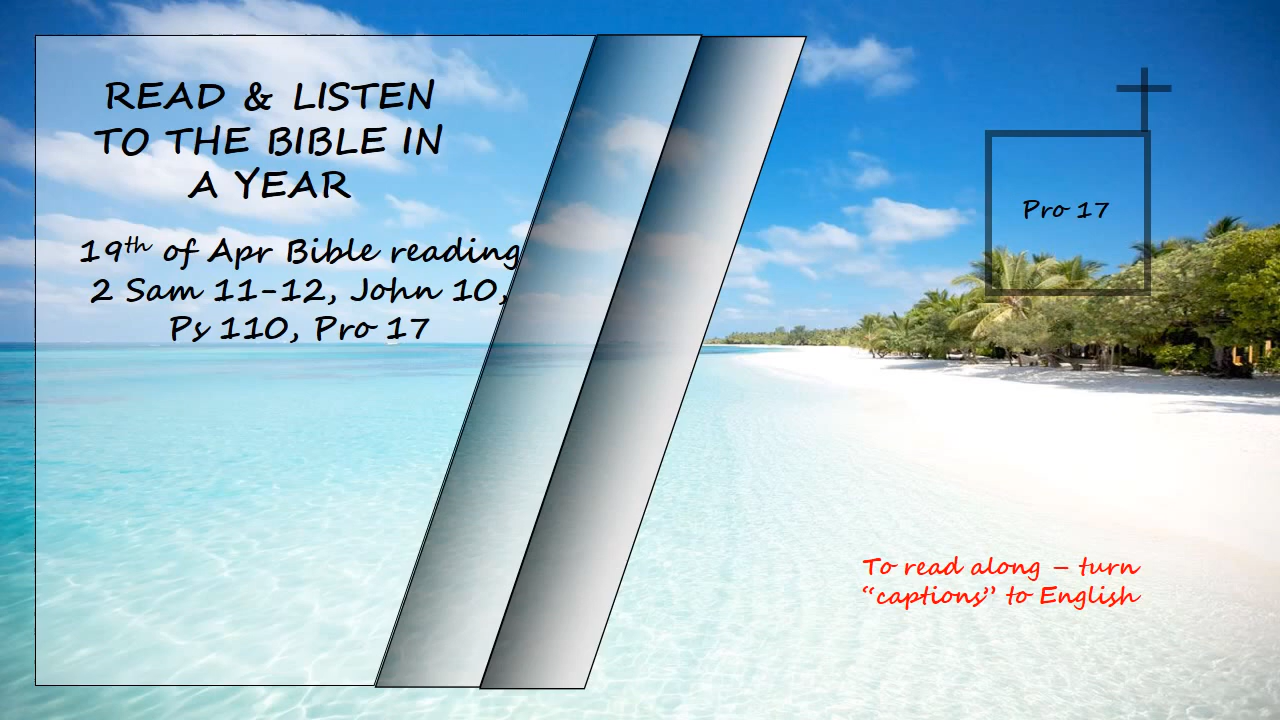 READ & LISTEN
TO THE BIBLE IN
A YEAR
19th of Apr Bible reading
2 Sam 11-12, John 10,
Ps 110, Pro 17
Pro 17
To read along – turn
“captions” to English